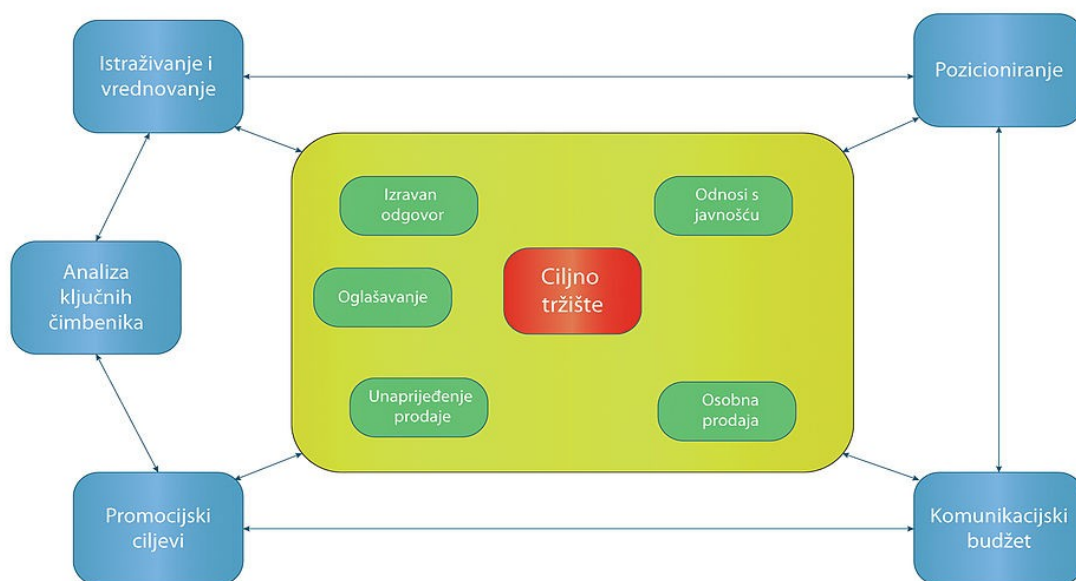 Istraživanje i
vrednovanje
Pozicioniranje
Izravan
odgovor
Odnosi s
javnošću
Analiza
ključnih
čimbenika
Oglašavanje
Ciljno
tržište
Unaprijeđenje
prodaje
Osobna
prodaja
Promocijski
ciljevi
Komunikacijski
budžet